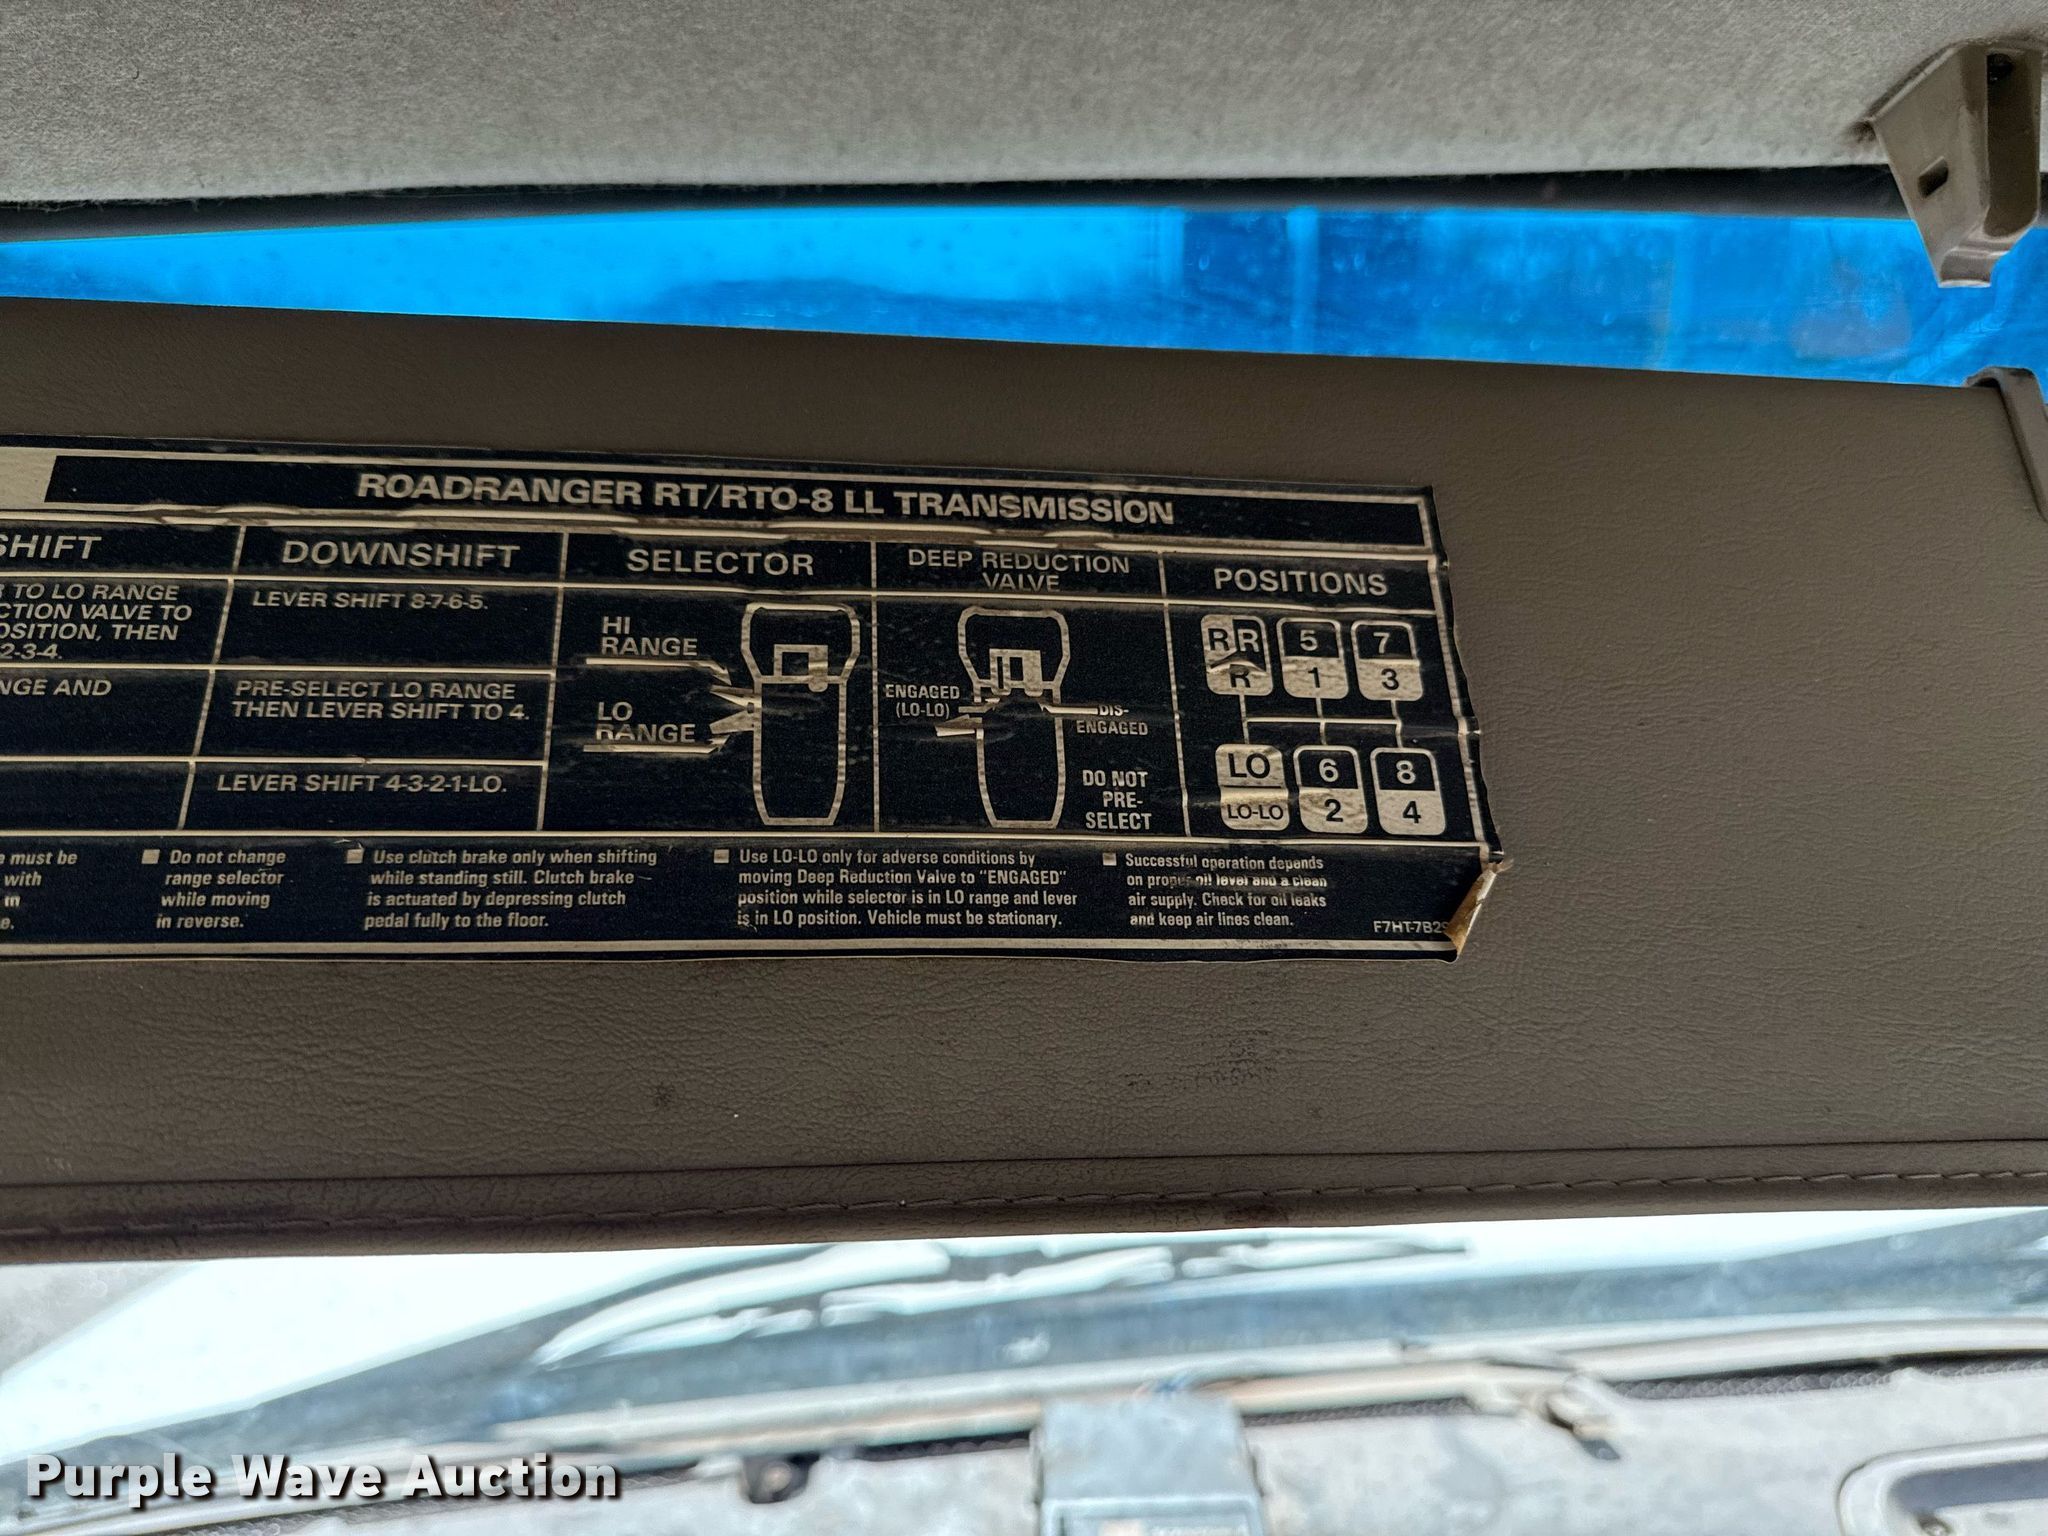 ROADRANGER RT/RTO-8 LL TRANSMISSION
SHIFT
DOWNSHIFT
SELECTOR
DEEP REDUCTION
VALVE
POSITIONS
TO LO RANGE
CTION VALVE TO
OSITION, THEN
2-3-4.
LEVER SHIFT 8-7-6-5.
NGE AND
PRE-SELECT LO RANGE
THEN LEVER SHIFT TO 4.
LEVER SHIFT 4-3-2-1-LO.
HI
RANGE
LO
RANGE
ENGAGED
(LO-LO)
DIS-
ENGAGED
DO NOT
PRE-
SELECT
R R 5 7
R 1 3
LO 6 8
LO-LO 2 4
must be
with
in
e.
Do not change
range selector
while moving
in reverse.
Use clutch brake only when shifting
while standing still. Clutch brake
is actuated by depressing clutch
pedal fully to the floor.
Use LO-LO only for adverse conditions by
moving Deep Reduction Valve to "ENGAGED"
position while selector is in LO range and lever
is in LO position. Vehicle must be stationary.
Successful operation depends
on proper oil level and a clean
air supply. Check for oil leaks
and keep air lines clean.
F7HT-7B29
Purple Wave Auction